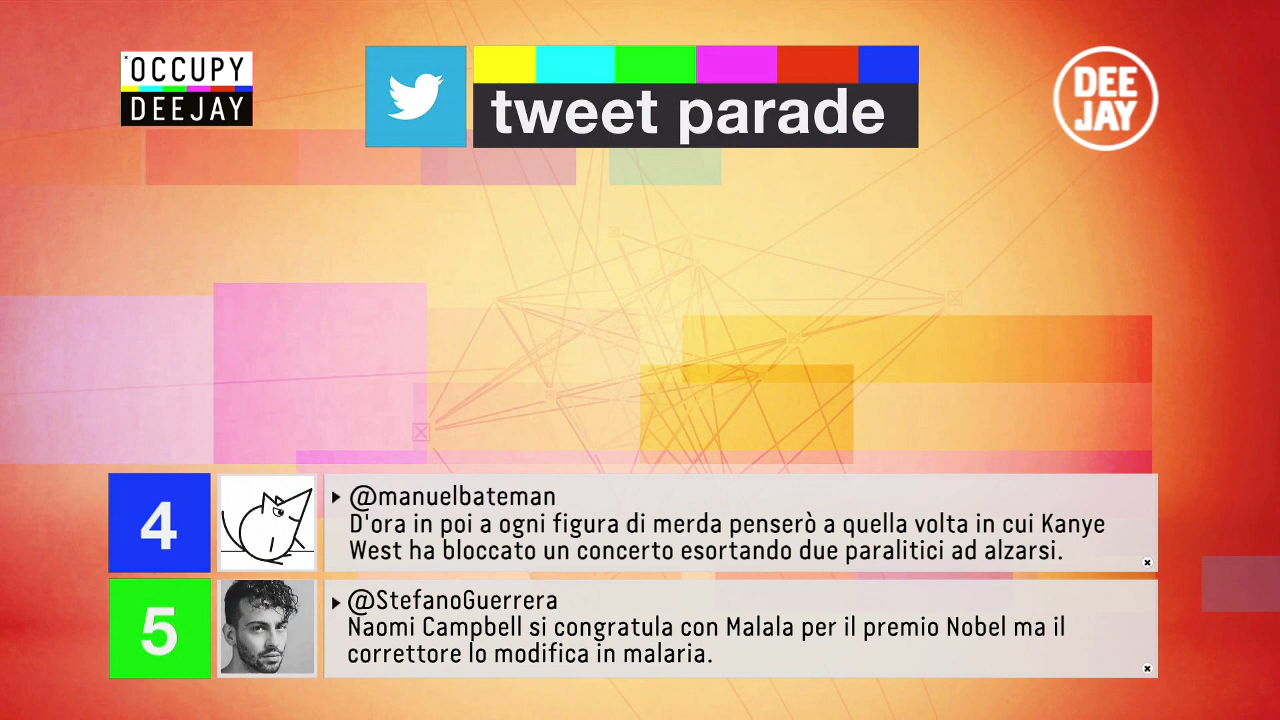 OCCUPY
DEEJAY
tweet parade
DEE
JAY
4
@manuelbateman
D'ora in poi a ogni figura di merda penserò a quella volta in cui Kanye
West ha bloccato un concerto esortando due paralitici ad alzarsi.
5
@StefanoGuerrera
Naomi Campbell si congratula con Malala per il premio Nobel ma il
correttore lo modifica in malaria.